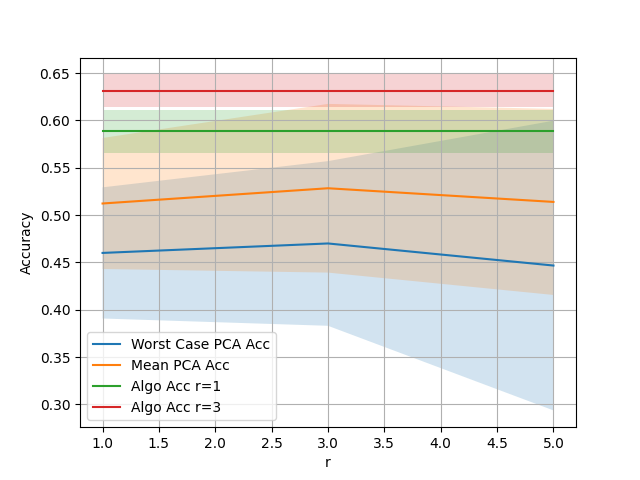 0.65
0.60
0.55
0.50
0.45
0.40
0.35
0.30
Accuracy
Worst Case PCA Acc
Mean PCA Acc
Algo Acc r=1
Algo Acc r=3
1.0 1.5 2.0 2.5 3.0 3.5 4.0 4.5 5.0
r